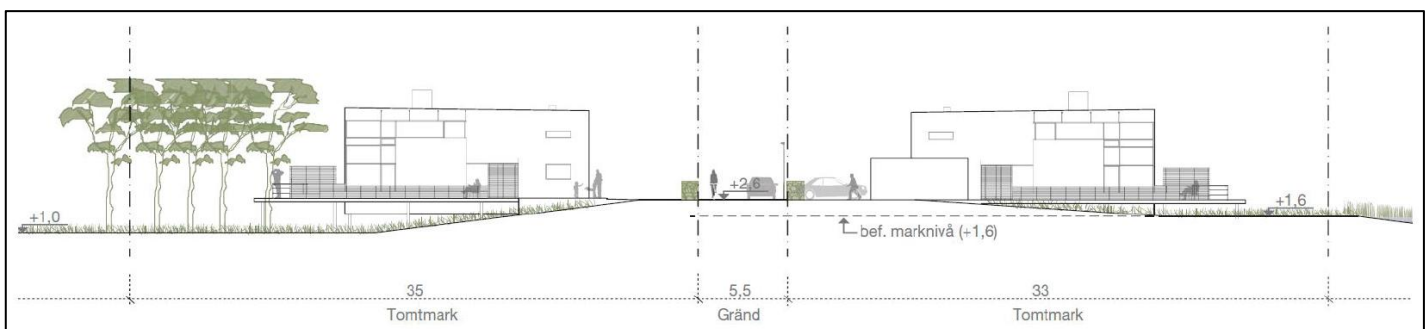 +2,6
+1,0
+1,6
bef. marknivå (+1,6)
35
5,5
33
Tomtmark
Gränd
Tomtmark